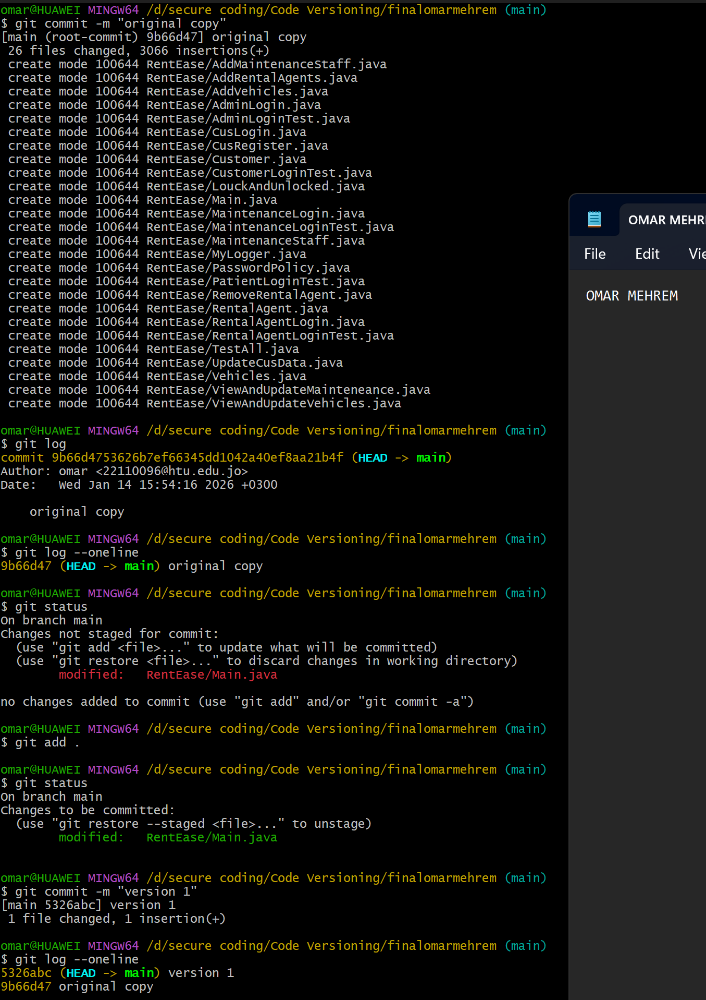 omar@HUAWEI MINGW64 /d/secure coding/Code Versioning/finalomarmehrem (main)
$ git commit -m "original copy"
[main (root-commit) 9b66d47] original copy
 26 files changed, 3066 insertions(+)
 create mode 100644 RentEase/AddMaintenanceStaff.java
 create mode 100644 RentEase/AddRentalAgents.java
 create mode 100644 RentEase/AddVehicles.java
 create mode 100644 RentEase/AdminLogin.java
 create mode 100644 RentEase/AdminLoginTest.java
 create mode 100644 RentEase/CusLogin.java
 create mode 100644 RentEase/CusRegister.java
 create mode 100644 RentEase/Customer.java
 create mode 100644 RentEase/CustomerLoginTest.java
 create mode 100644 RentEase/LouckAndUnlocked.java
 create mode 100644 RentEase/Main.java
 create mode 100644 RentEase/MaintenanceLogin.java
 create mode 100644 RentEase/MaintenanceLoginTest.java
 create mode 100644 RentEase/MaintenanceStaff.java
 create mode 100644 RentEase/MyLogger.java
 create mode 100644 RentEase/PasswordPolicy.java
 create mode 100644 RentEase/PatientLoginTest.java
 create mode 100644 RentEase/RemoveRentalAgent.java
 create mode 100644 RentEase/RentalAgent.java
 create mode 100644 RentEase/RentalAgentLogin.java
 create mode 100644 RentEase/RentalAgentLoginTest.java
 create mode 100644 RentEase/TestAll.java
 create mode 100644 RentEase/UpdateCusData.java
 create mode 100644 RentEase/Vehicles.java
 create mode 100644 RentEase/ViewAndUpdateMainteneance.java
 create mode 100644 RentEase/ViewAndUpdateVehicles.java
omar@HUAWEI MINGW64 /d/secure coding/Code Versioning/finalomarmehrem (main)
$ git log
commit 9b66d4753626b7ef66345dd1042a40ef8aa21b4f (HEAD -> main)
Author: omar <22110096@htu.edu.jo>
Date:   Wed Jan 14 15:54:16 2026 +0300
    original copy
omar@HUAWEI MINGW64 /d/secure coding/Code Versioning/finalomarmehrem (main)
$ git log --oneline
9b66d47 (HEAD -> main) original copy
omar@HUAWEI MINGW64 /d/secure coding/Code Versioning/finalomarmehrem (main)
$ git status
On branch main
Changes not staged for commit:
  (use "git add <file>..." to update what will be committed)
  (use "git restore <file>..." to discard changes in working directory)
        modified:   RentEase/Main.java
no changes added to commit (use "git add" and/or "git commit -a")
omar@HUAWEI MINGW64 /d/secure coding/Code Versioning/finalomarmehrem (main)
$ git add .
omar@HUAWEI MINGW64 /d/secure coding/Code Versioning/finalomarmehrem (main)
$ git status
On branch main
Changes to be committed:
  (use "git restore --staged <file>..." to unstage)
        modified:   RentEase/Main.java
omar@HUAWEI MINGW64 /d/secure coding/Code Versioning/finalomarmehrem (main)
$ git commit -m "version 1"
[main 5326abc] version 1
 1 file changed, 1 insertion(+)
omar@HUAWEI MINGW64 /d/secure coding/Code Versioning/finalomarmehrem (main)
$ git log --oneline
5326abc (HEAD -> main) version 1
9b66d47 original copy
OMAR MEHR
File Edit Vie
OMAR MEHREM